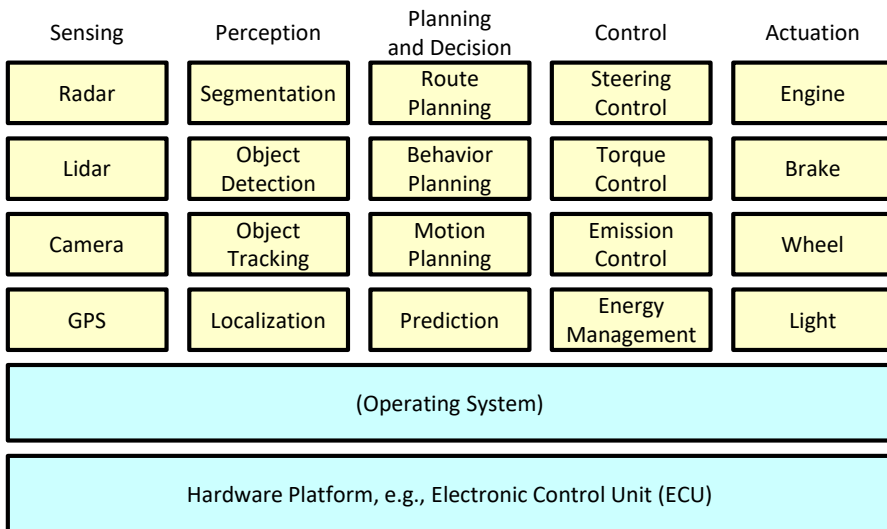 Sensing
Perception
Planning
and Decision
Control
Actuation
Radar
Segmentation
Route
Planning
Steering
Control
Engine
Lidar
Object
Detection
Behavior
Planning
Torque
Control
Brake
Camera
Object
Tracking
Motion
Planning
Emission
Control
Wheel
GPS
Localization
Prediction
Energy
Management
Light
(Operating System)
Hardware Platform, e.g., Electronic Control Unit (ECU)